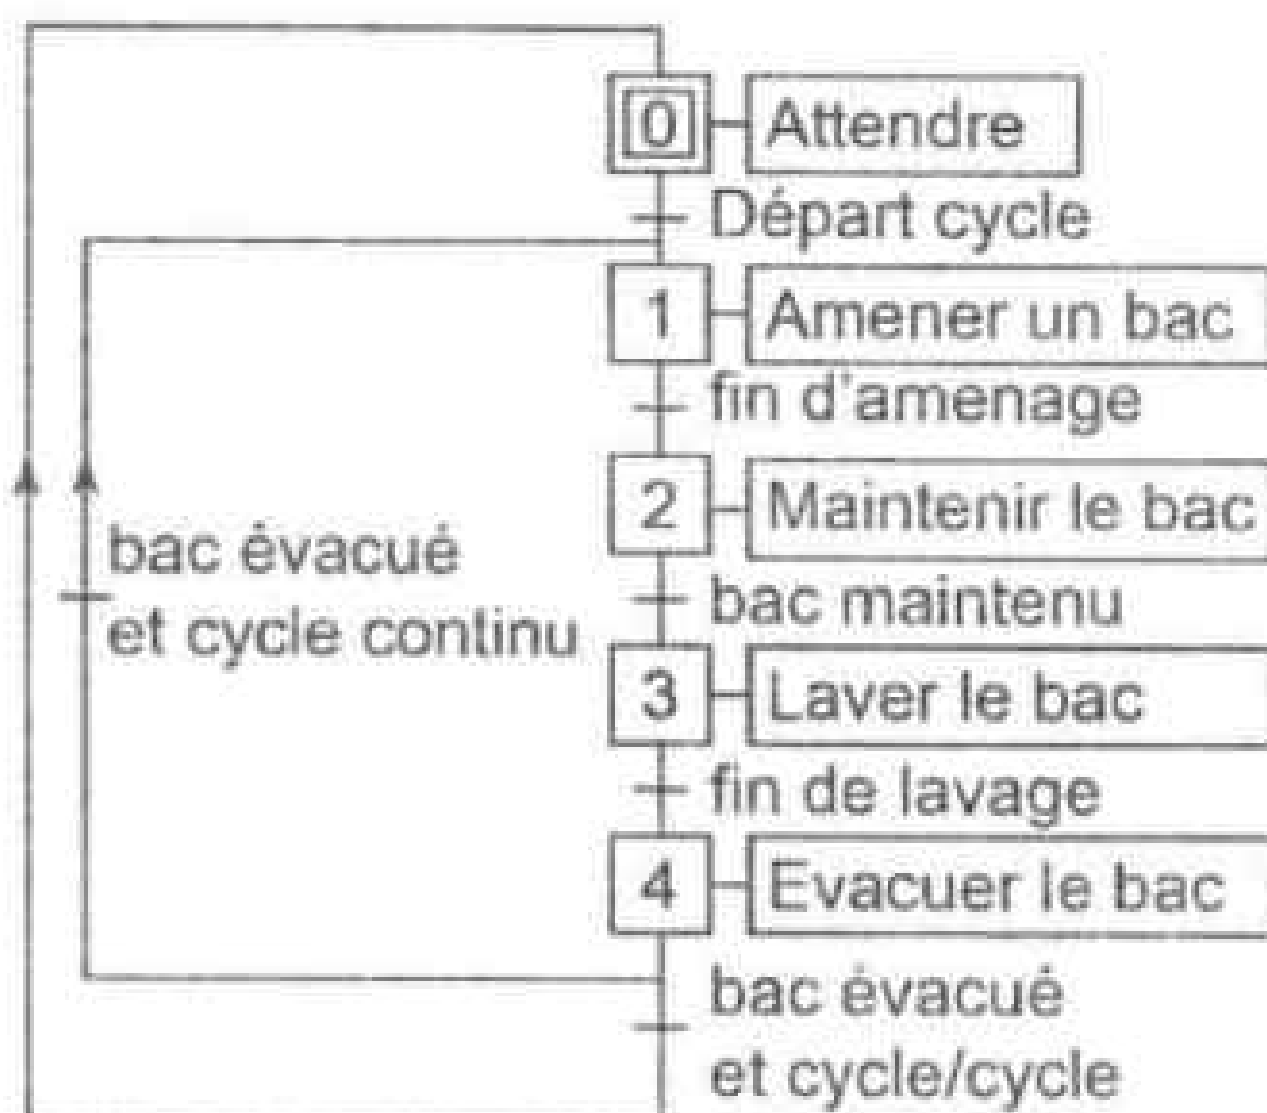 0 Attendre
Départ cycle
1 Amener un bac
fin d'amenage
2 Maintenir le bac
bac évacué
et cycle continu
bac maintenu
3 Laver le bac
fin de lavage
4 Evacuer le bac
bac évacué
et cycle/cycle